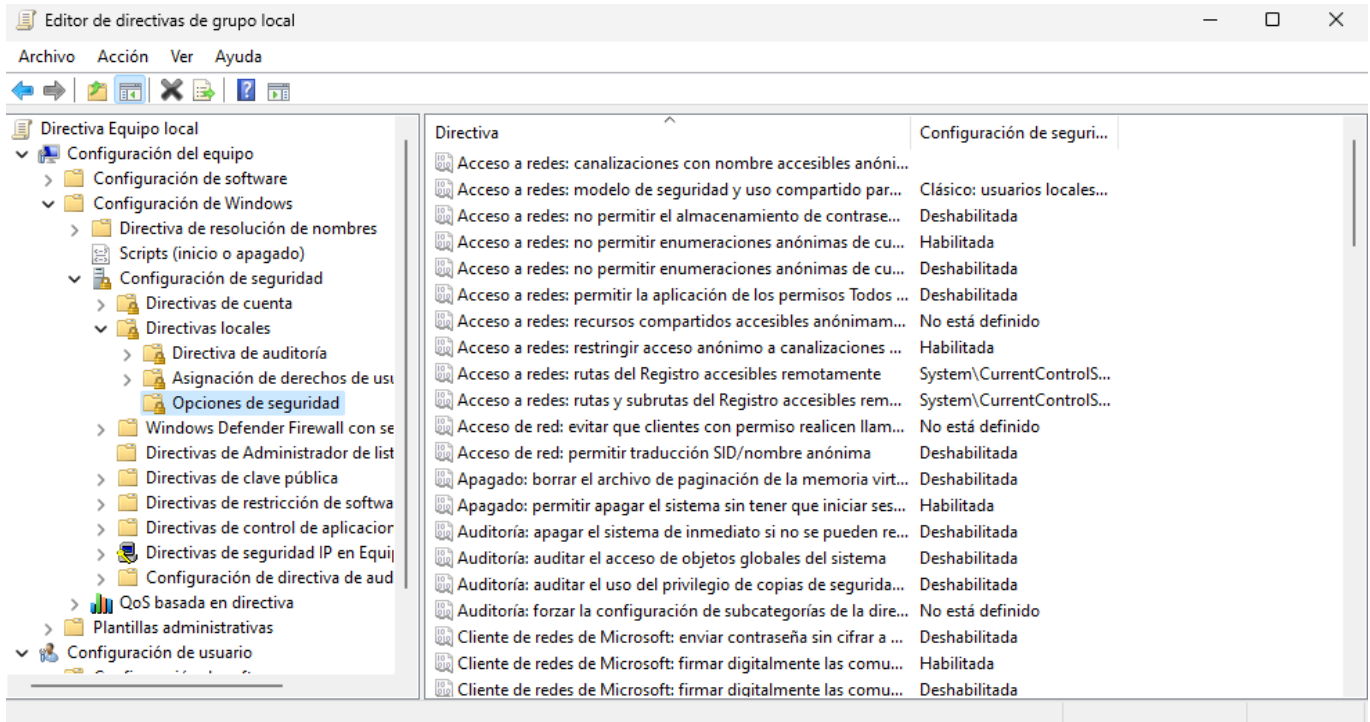 Editor de directivas de grupo local
Archivo Acción Ver Ayuda
Directiva Equipo local
Configuración del equipo
Configuración de software
Configuración de Windows
Directiva de resolución de nombres
Scripts (inicio o apagado)
Configuración de seguridad
Directivas de cuenta
Directivas locales
Directiva de auditoría
Asignación de derechos de usu
Opciones de seguridad
Windows Defender Firewall con se
Directivas de Administrador de list
Directivas de clave pública
Directivas de restricción de softwa
Directivas de control de aplicacion
Directivas de seguridad IP en Equip
Configuración de directiva de aud
QoS basada en directiva
Plantillas administrativas
Configuración de usuario
Directiva Configuración de seguri...
Acceso a redes: canalizaciones con nombre accesibles anóni...
Acceso a redes: modelo de seguridad y uso compartido par... Clásico: usuarios locales...
Acceso a redes: no permitir el almacenamiento de contrase... Deshabilitada
Acceso a redes: no permitir enumeraciones anónimas de cu... Habilitada
Acceso a redes: no permitir enumeraciones anónimas de cu... Deshabilitada
Acceso a redes: permitir la aplicación de los permisos Todos ... Deshabilitada
Acceso a redes: recursos compartidos accesibles anónimam... No está definido
Acceso a redes: restringir acceso anónimo a canalizaciones ... Habilitada
Acceso a redes: rutas del Registro accesibles remotamente System\CurrentControlS...
Acceso a redes: rutas y subrutas del Registro accesibles rem... System\CurrentControlS...
Acceso de red: evitar que clientes con permiso realicen llam... No está definido
Acceso de red: permitir traducción SID/nombre anónima Deshabilitada
Apagado: borrar el archivo de paginación de la memoria virt... Deshabilitada
Apagado: permitir apagar el sistema sin tener que iniciar ses... Habilitada
Auditoría: apagar el sistema de inmediato si no se pueden re... Deshabilitada
Auditoría: auditar el acceso de objetos globales del sistema Deshabilitada
Auditoría: auditar el uso del privilegio de copias de segurida... Deshabilitada
Auditoría: forzar la configuración de subcategorías de la dire... No está definido
Cliente de redes de Microsoft: enviar contraseña sin cifrar a ... Deshabilitada
Cliente de redes de Microsoft: firmar digitalmente las comu... Habilitada
Cliente de redes de Microsoft: firmar digitalmente las comu... Deshabilitada